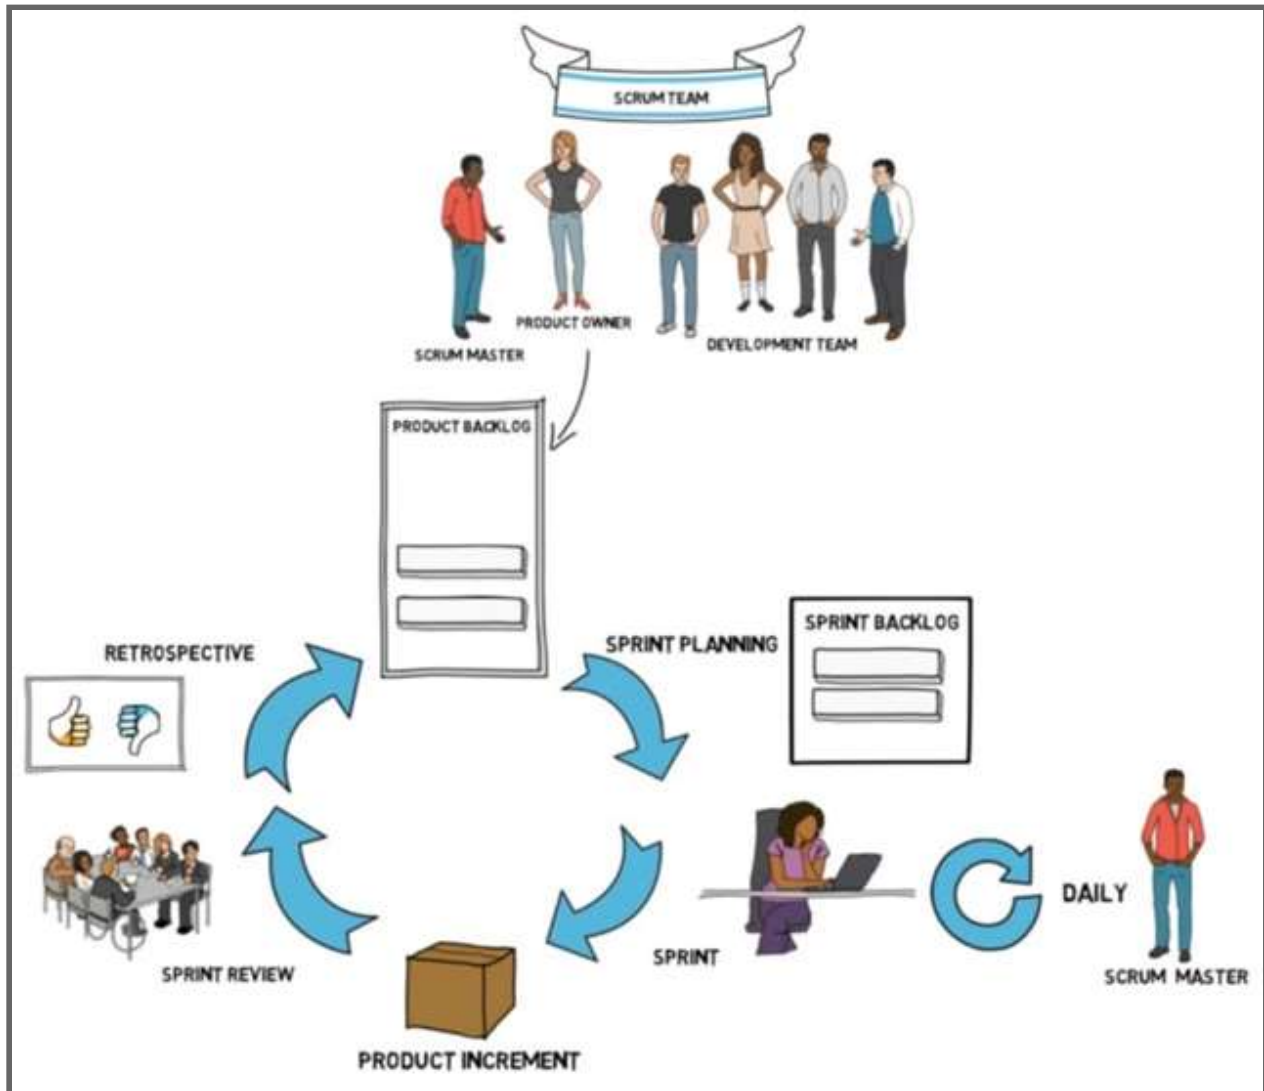 SCRUM TEAM
PRODUCT OWNER
SCRUM MASTER
DEVELOPMENT TEAM
PRODUCT BACKLOG
SPRINT PLANNING
SPRINT BACKLOG
RETROSPECTIVE
DAILY
SPRINT
SPRINT REVIEW
SCRUM MASTER
PRODUCT INCREMENT